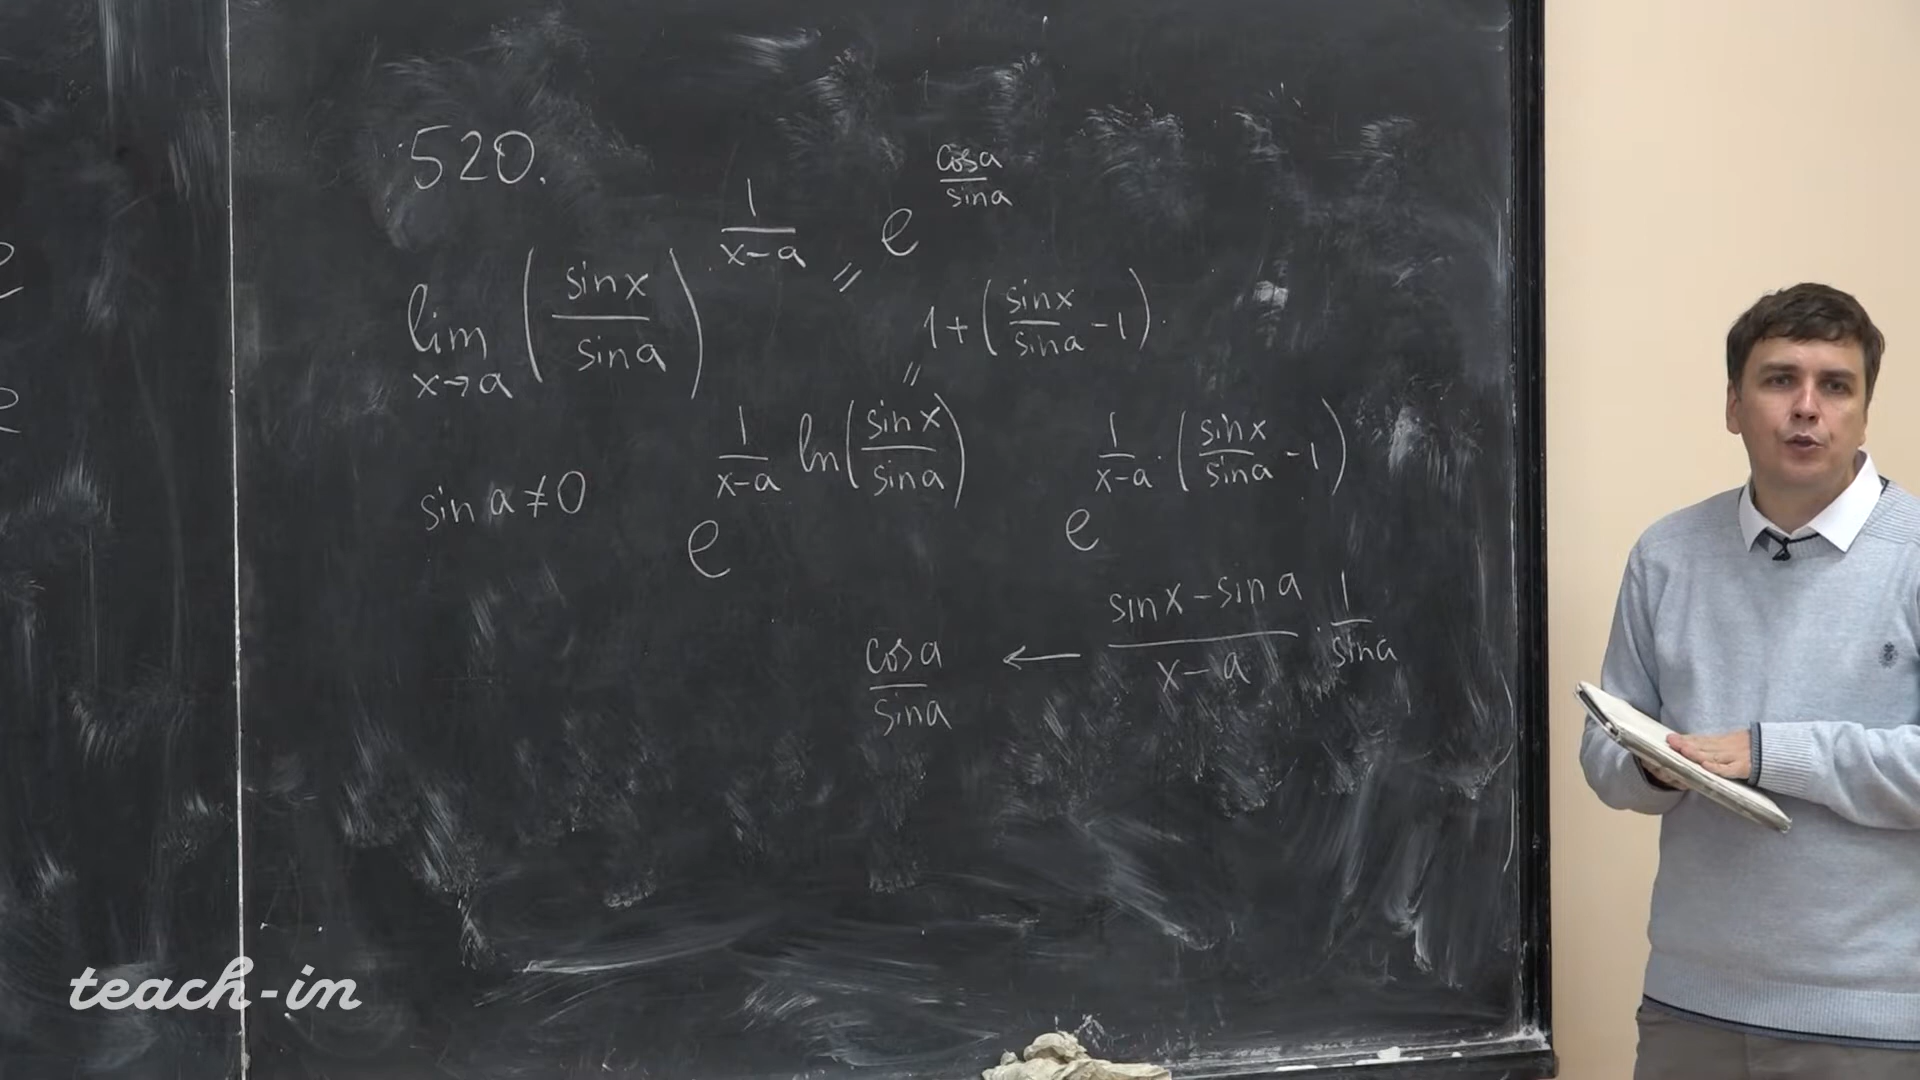 520.
lim x→a (sin x / sin a)^(1/(x-a)) = e^(cos a / sin a)
1+(sin x / sin a -1).
=
sin a ≠ 0
e^(1/(x-a) ln(sin x / sin a))
e^(1/(x-a) · (sin x / sin a -1))
cos a / sin a ← (sin x - sin a)/(x-a) · 1/sin a
teach-in